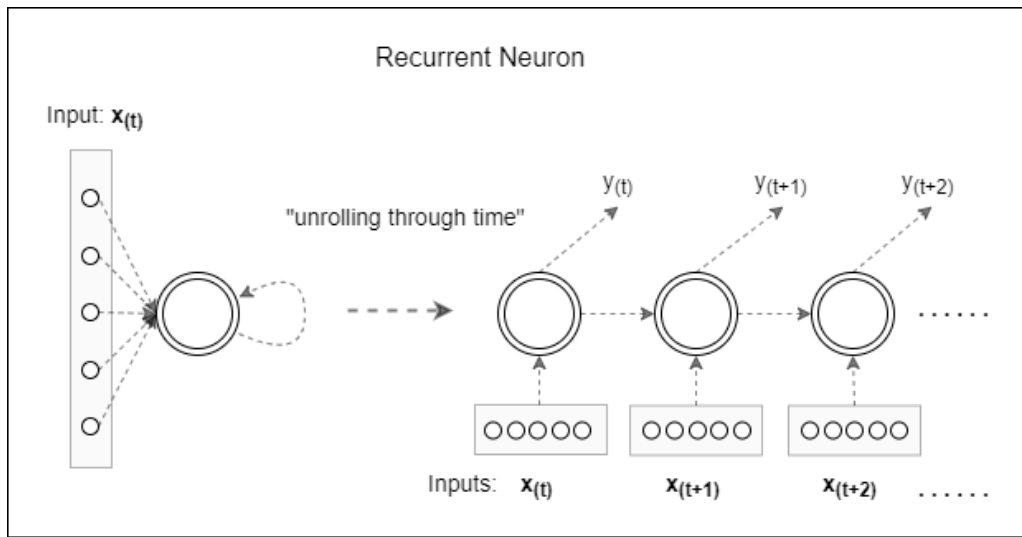 Recurrent Neuron
Input: x(t)
"unrolling through time"
y(t)
y(t+1)
y(t+2)
......
Inputs: x(t) x(t+1) x(t+2) ......